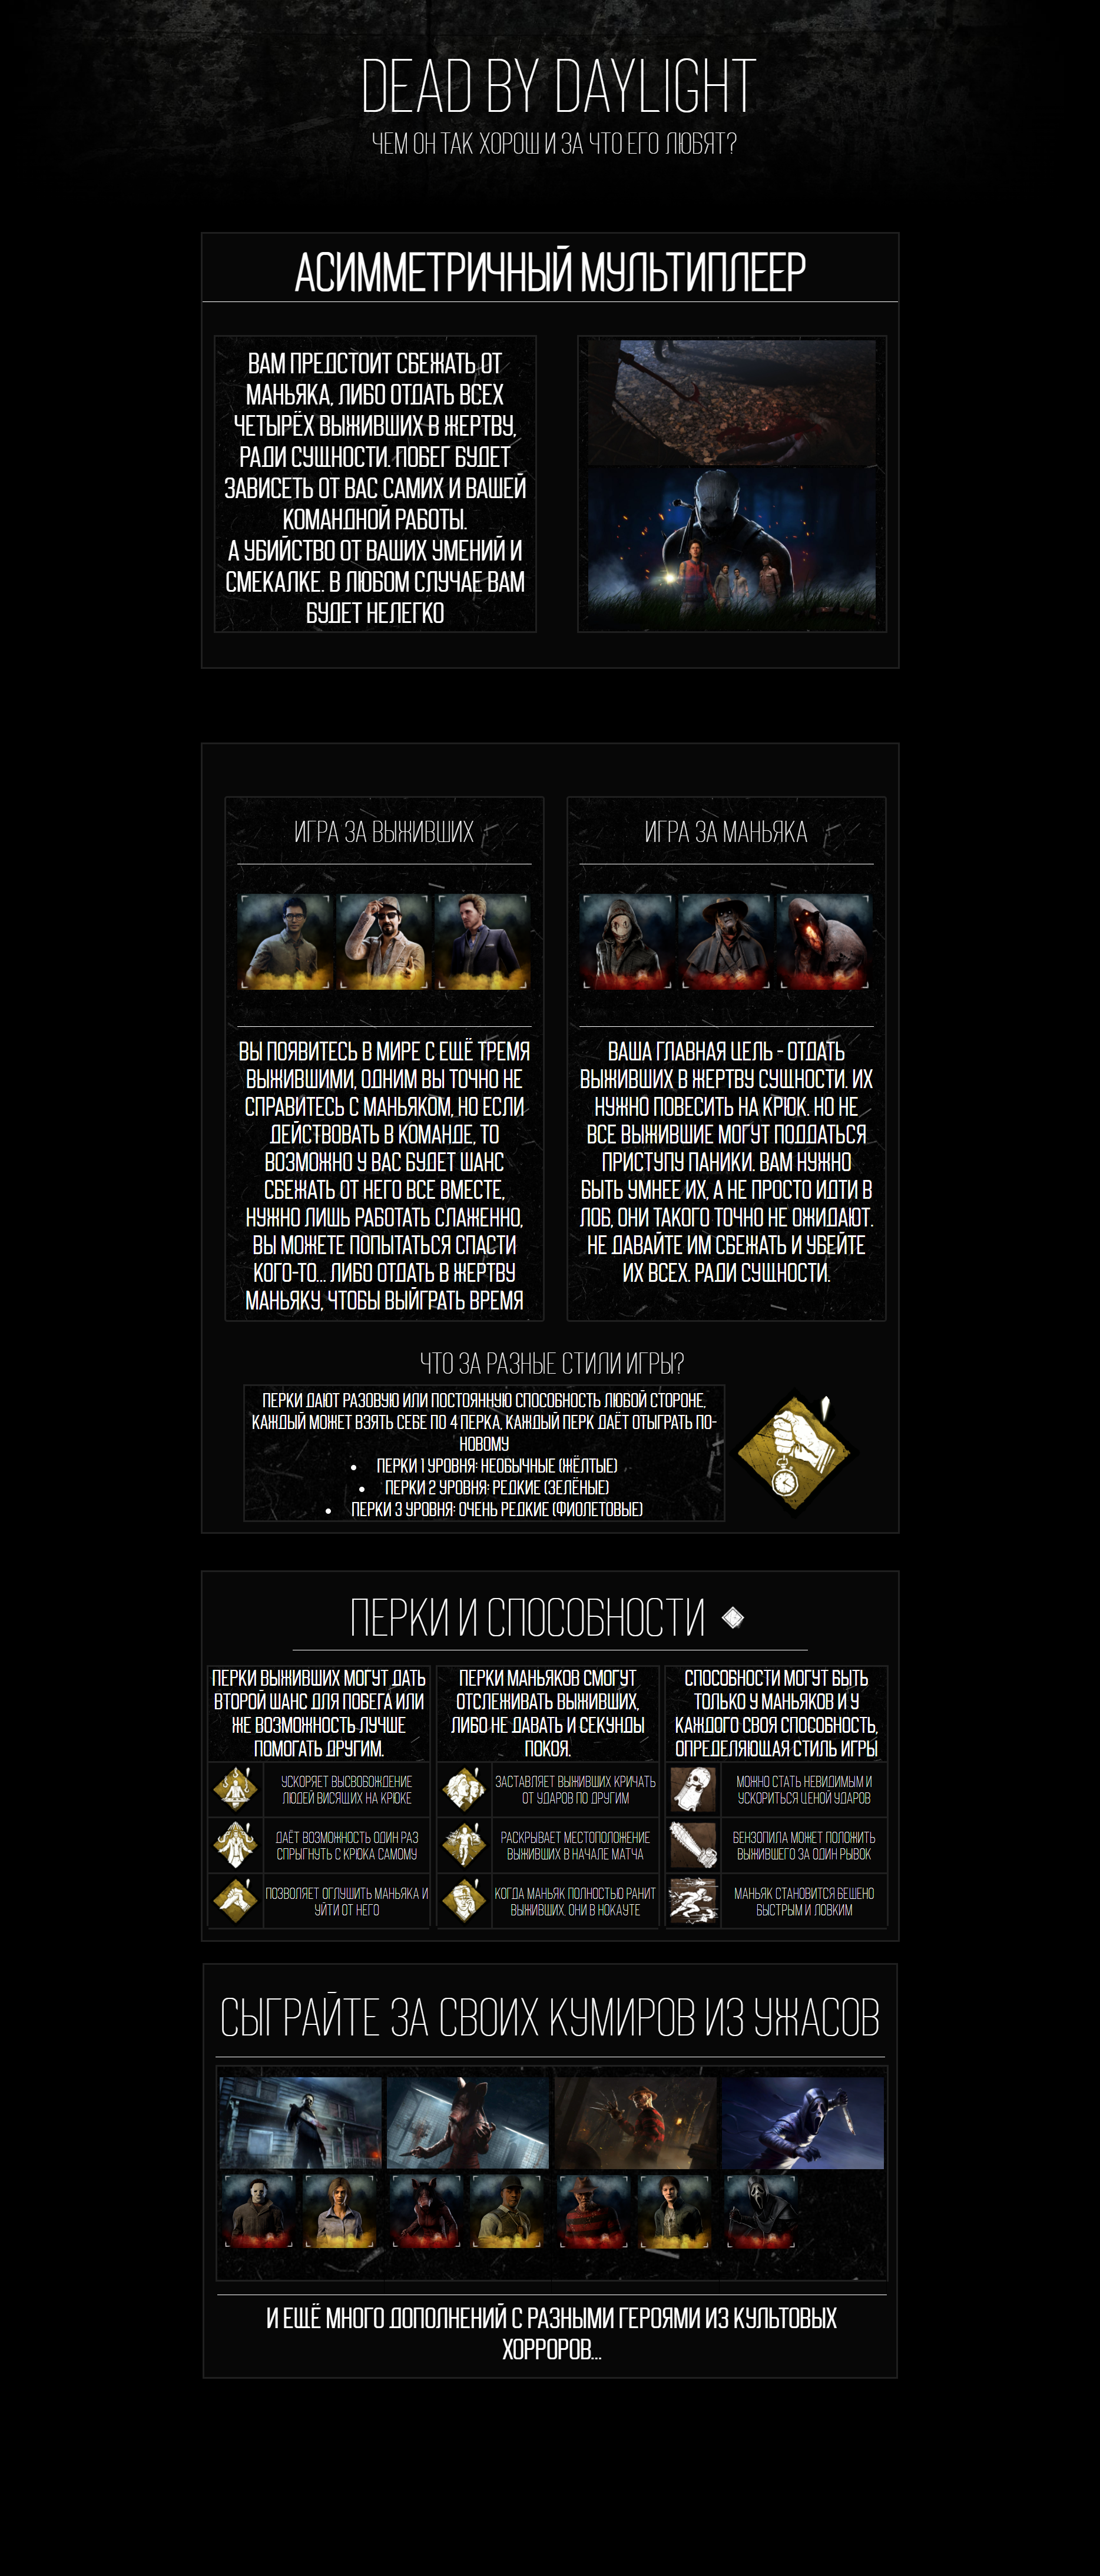 DEAD BY DAYLIGHT
ЧЕМ ОН ТАК ХОРОШ И ЗА ЧТО ЕГО ЛЮБЯТ?
АСИММЕТРИЧНЫЙ МУЛЬТИПЛЕЕР
ВАМ ПРЕДСТОИТ СБЕЖАТЬ ОТ
МАНЬЯКА, ЛИБО ОТДАТЬ ВСЕХ
ЧЕТЫРЁХ ВЫЖИВШИХ В ЖЕРТВУ,
РАДИ СУЩНОСТИ. ПОБЕГ БУДЕТ
ЗАВИСЕТЬ ОТ ВАС САМИХ И ВАШЕЙ
КОМАНДНОЙ РАБОТЫ.
А УБИЙСТВО ОТ ВАШИХ УМЕНИЙ И
СМЕКАЛКЕ. В ЛЮБОМ СЛУЧАЕ ВАМ
БУДЕТ НЕЛЕГКО
ИГРА ЗА ВЫЖИВШИХ
ВЫ ПОЯВИТЕСЬ В МИРЕ С ЕЩЁ ТРЕМЯ
ВЫЖИВШИМИ, ОДНИМ ВЫ ТОЧНО НЕ
СПРАВИТЕСЬ С МАНЬЯКОМ, НО ЕСЛИ
ДЕЙСТВОВАТЬ В КОМАНДЕ, ТО
ВОЗМОЖНО У ВАС БУДЕТ ШАНС
СБЕЖАТЬ ОТ НЕГО ВСЕ ВМЕСТЕ,
НУЖНО ЛИШЬ РАБОТАТЬ СЛАЖЕННО,
ВЫ МОЖЕТЕ ПОПЫТАТЬСЯ СПАСТИ
КОГО-ТО... ЛИБО ОТДАТЬ В ЖЕРТВУ
МАНЬЯКУ, ЧТОБЫ ВЫЙГРАТЬ ВРЕМЯ
ИГРА ЗА МАНЬЯКА
ВАША ГЛАВНАЯ ЦЕЛЬ - ОТДАТЬ
ВЫЖИВШИХ В ЖЕРТВУ СУЩНОСТИ. ИХ
НУЖНО ПОВЕСИТЬ НА КРЮК. НО НЕ
ВСЕ ВЫЖИВШИЕ МОГУТ ПОДДАТЬСЯ
ПРИСТУПУ ПАНИКИ. ВАМ НУЖНО
БЫТЬ УМНЕЕ ИХ, А НЕ ПРОСТО ИДТИ В
ЛОБ, ОНИ ТАКОГО ТОЧНО НЕ ОЖИДАЮТ.
НЕ ДАВАЙТЕ ИМ СБЕЖАТЬ И УБЕЙТЕ
ИХ ВСЕХ. РАДИ СУЩНОСТИ.
ЧТО ЗА РАЗНЫЕ СТИЛИ ИГРЫ?
ПЕРКИ ДАЮТ РАЗОВУЮ ИЛИ ПОСТОЯННУЮ СПОСОБНОСТЬ ЛЮБОЙ СТОРОНЕ,
КАЖДЫЙ МОЖЕТ ВЗЯТЬ СЕБЕ ПО 4 ПЕРКА, КАЖДЫЙ ПЕРК ДАЁТ ОТЫГРАТЬ ПО-
НОВОМУ
• ПЕРКИ 1 УРОВНЯ: НЕОБЫЧНЫЕ (ЖЁЛТЫЕ)
• ПЕРКИ 2 УРОВНЯ: РЕДКИЕ (ЗЕЛЁНЫЕ)
• ПЕРКИ 3 УРОВНЯ: ОЧЕНЬ РЕДКИЕ (ФИОЛЕТОВЫЕ)
ПЕРКИ И СПОСОБНОСТИ
ПЕРКИ ВЫЖИВШИХ МОГУТ ДАТЬ
ВТОРОЙ ШАНС ДЛЯ ПОБЕГА ИЛИ
ЖЕ ВОЗМОЖНОСТЬ ЛУЧШЕ
ПОМОГАТЬ ДРУГИМ.
УСКОРЯЕТ ВЫСВОБОЖДЕНИЕ
ЛЮДЕЙ ВИСЯЩИХ НА КРЮКЕ
ДАЁТ ВОЗМОЖНОСТЬ ОДИН РАЗ
СПРЫГНУТЬ С КРЮКА САМОМУ
ПОЗВОЛЯЕТ ОГЛУШИТЬ МАНЬЯКА И
УЙТИ ОТ НЕГО
ПЕРКИ МАНЬЯКОВ СМОГУТ
ОТСЛЕЖИВАТЬ ВЫЖИВШИХ,
ЛИБО НЕ ДАВАТЬ И СЕКУНДЫ
ПОКОЯ.
ЗАСТАВЛЯЕТ ВЫЖИВШИХ КРИЧАТЬ
ОТ УДАРОВ ПО ДРУГИМ
РАСКРЫВАЕТ МЕСТОПОЛОЖЕНИЕ
ВЫЖИВШИХ В НАЧАЛЕ МАТЧА
КОГДА МАНЬЯК ПОЛНОСТЬЮ РАНИТ
ВЫЖИВШИХ, ОНИ В НОКАУТЕ
СПОСОБНОСТИ МОГУТ БЫТЬ
ТОЛЬКО У МАНЬЯКОВ И У
КАЖДОГО СВОЯ СПОСОБНОСТЬ,
ОПРЕДЕЛЯЮЩАЯ СТИЛЬ ИГРЫ
МОЖНО СТАТЬ НЕВИДИМЫМ И
УСКОРИТЬСЯ ЦЕНОЙ УДАРОВ
БЕНЗОПИЛА МОЖЕТ ПОЛОЖИТЬ
ВЫЖИВШЕГО ЗА ОДИН РЫВОК
МАНЬЯК СТАНОВИТСЯ БЕШЕНО
БЫСТРЫМ И ЛОВКИМ
СЫГРАЙТЕ ЗА СВОИХ КУМИРОВ ИЗ УЖАСОВ
И ЕЩЁ МНОГО ДОПОЛНЕНИЙ С РАЗНЫМИ ГЕРОЯМИ ИЗ КУЛЬТОВЫХ
ХОРРОРОВ...